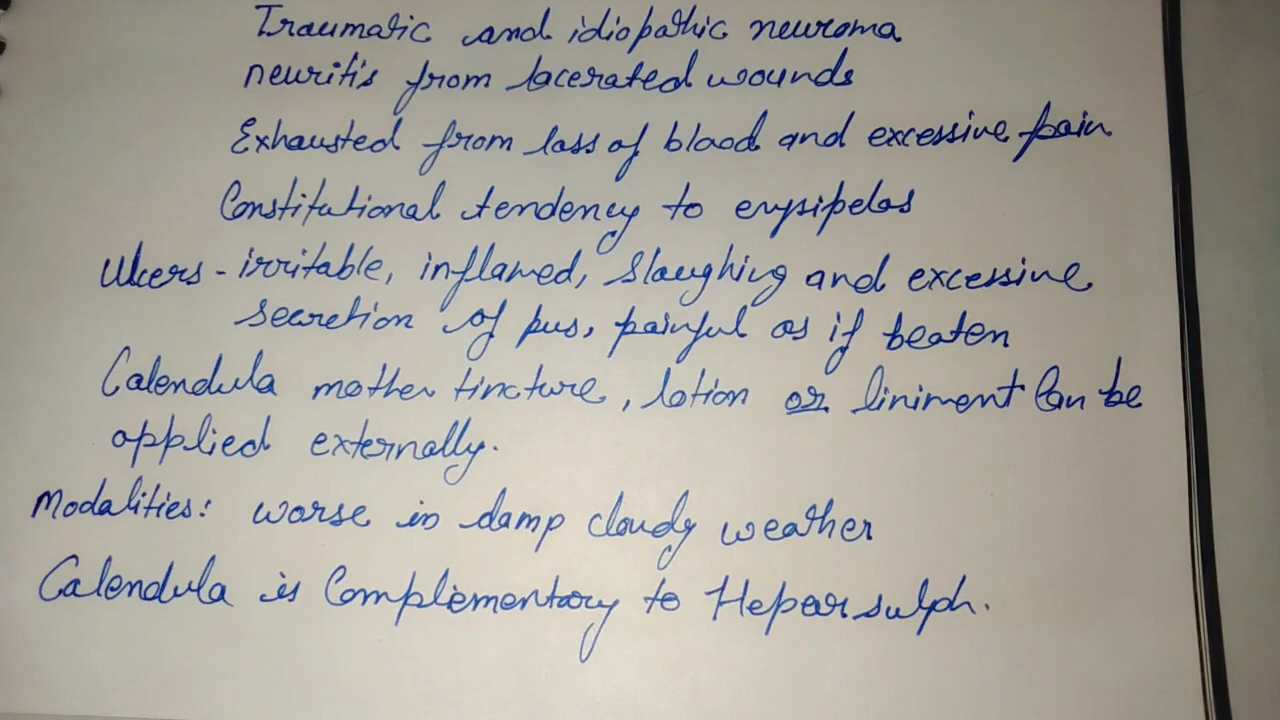 Traumatic and idiopathic neuroma
neuritis from lacerated wounds
Exhausted from loss of blood and excessive pain
Constitutional tendency to erysipelas
Ulcers - irritable, inflamed, sloughing and excessive
secretion of pus, painful as if beaten
Calendula mother tincture, lotion or liniment can be
applied externally.
Modalities: worse in damp cloudy weather
Calendula is Complementary to Hepar sulph.